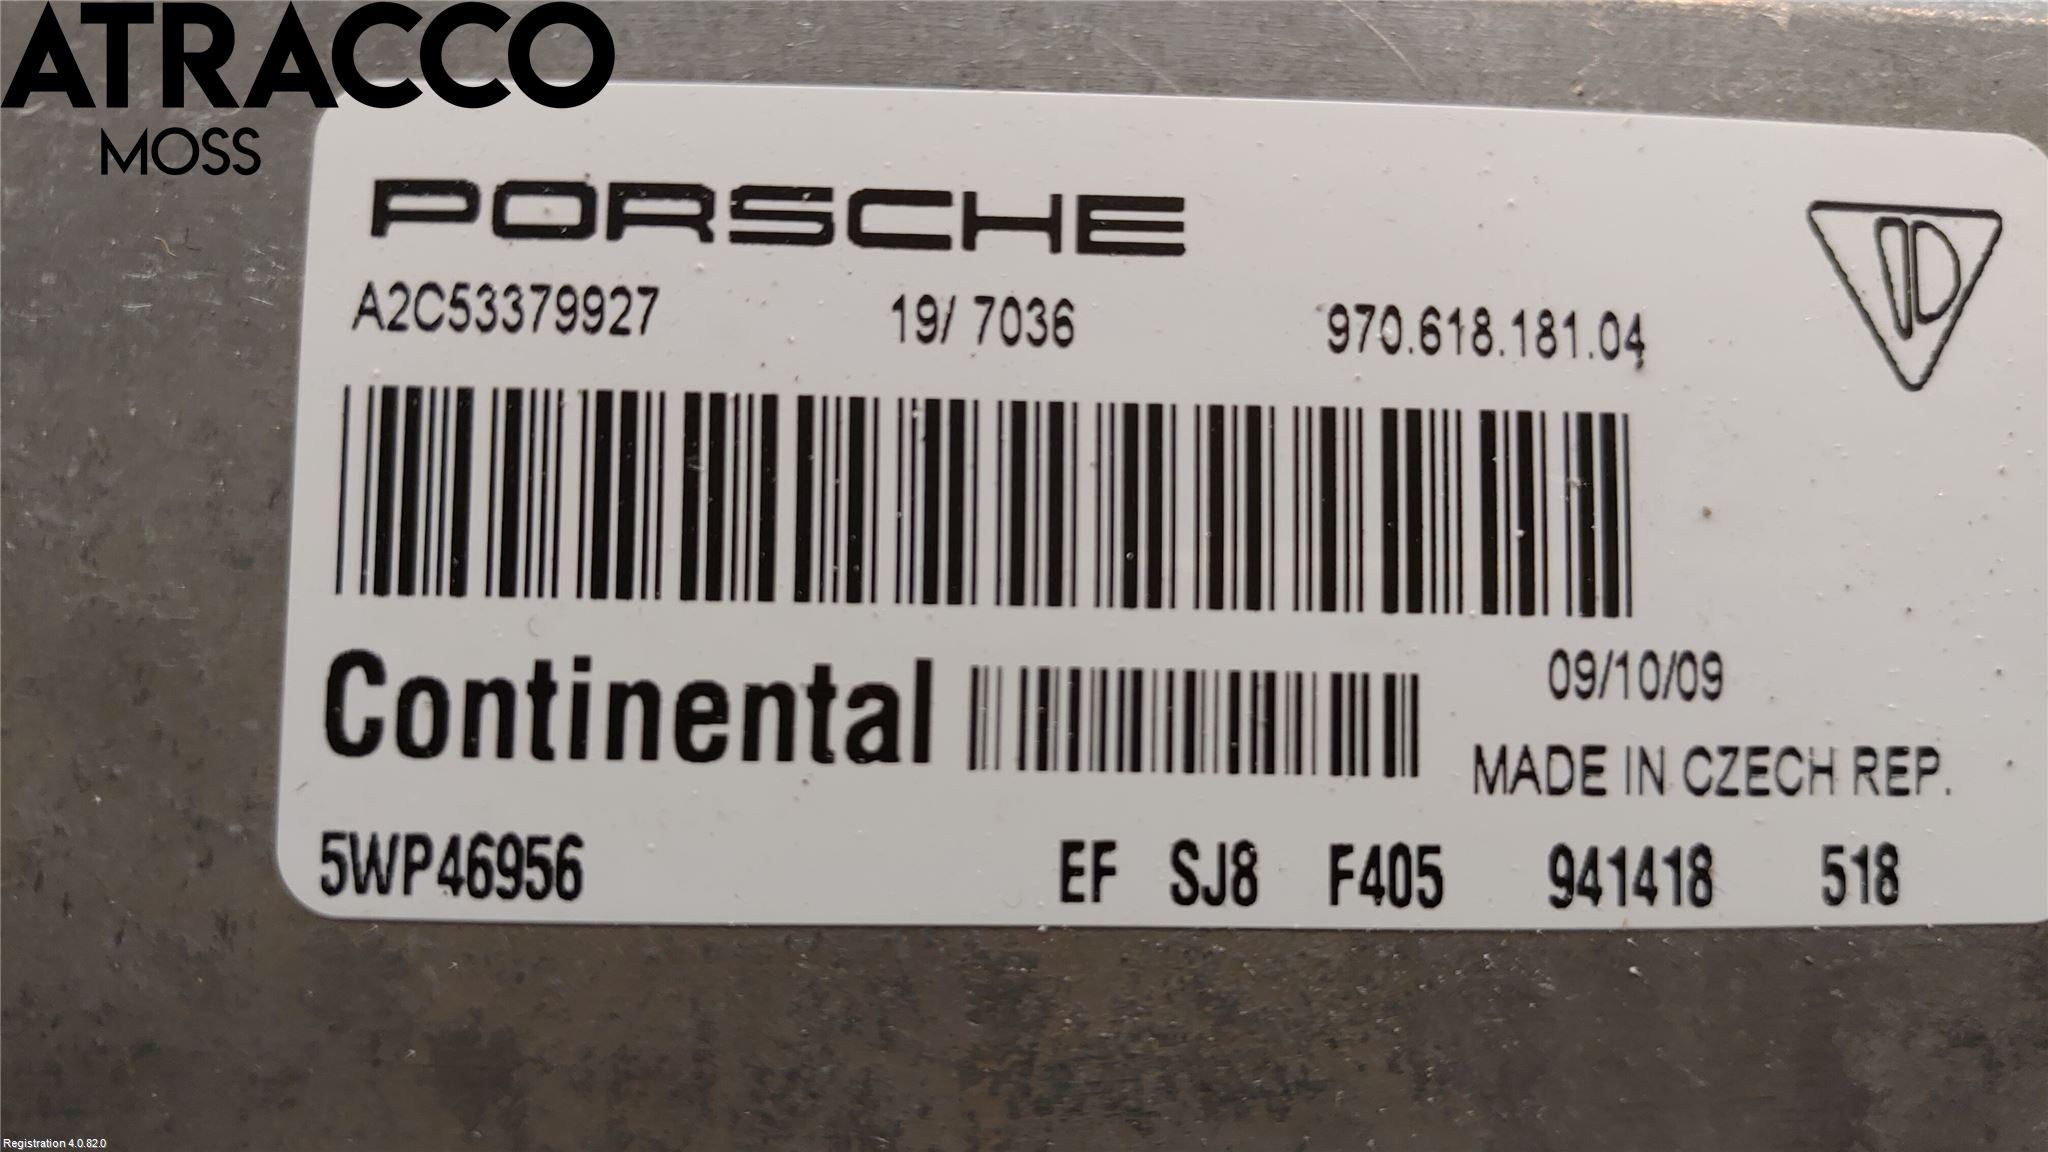 ATRACCO
MOSS
PORSCHE
A2C53379927 19/ 7036 970.618.181.04
Continental
09/10/09
MADE IN CZECH REP.
5WP46956 EF SJ8 F405 941418 518
Registration 4.0.82.0